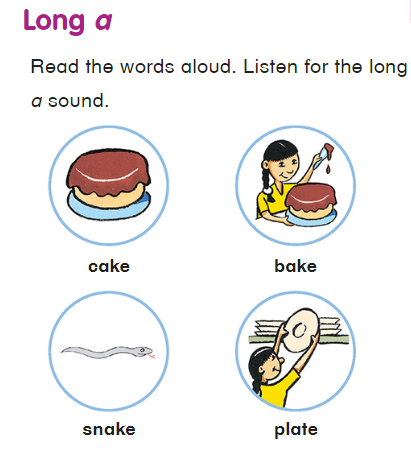 Long a
Read the words aloud. Listen for the long
a sound.
cake
bake
snake
plate